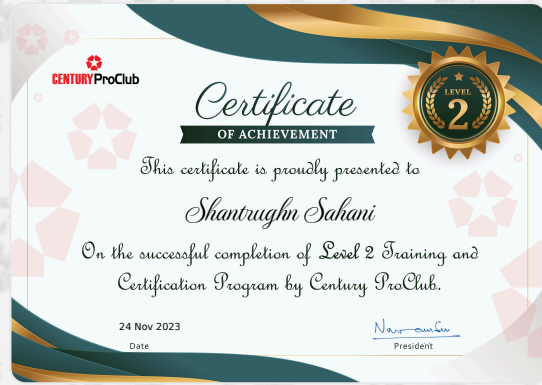 CENTURY ProClub
Certificate
OF ACHIEVEMENT
LEVEL
2
This certificate is proudly presented to
Shantrughn Sahani
On the successful completion of Level 2 Training and
Certification Program by Century ProClub.
24 Nov 2023
Date
President